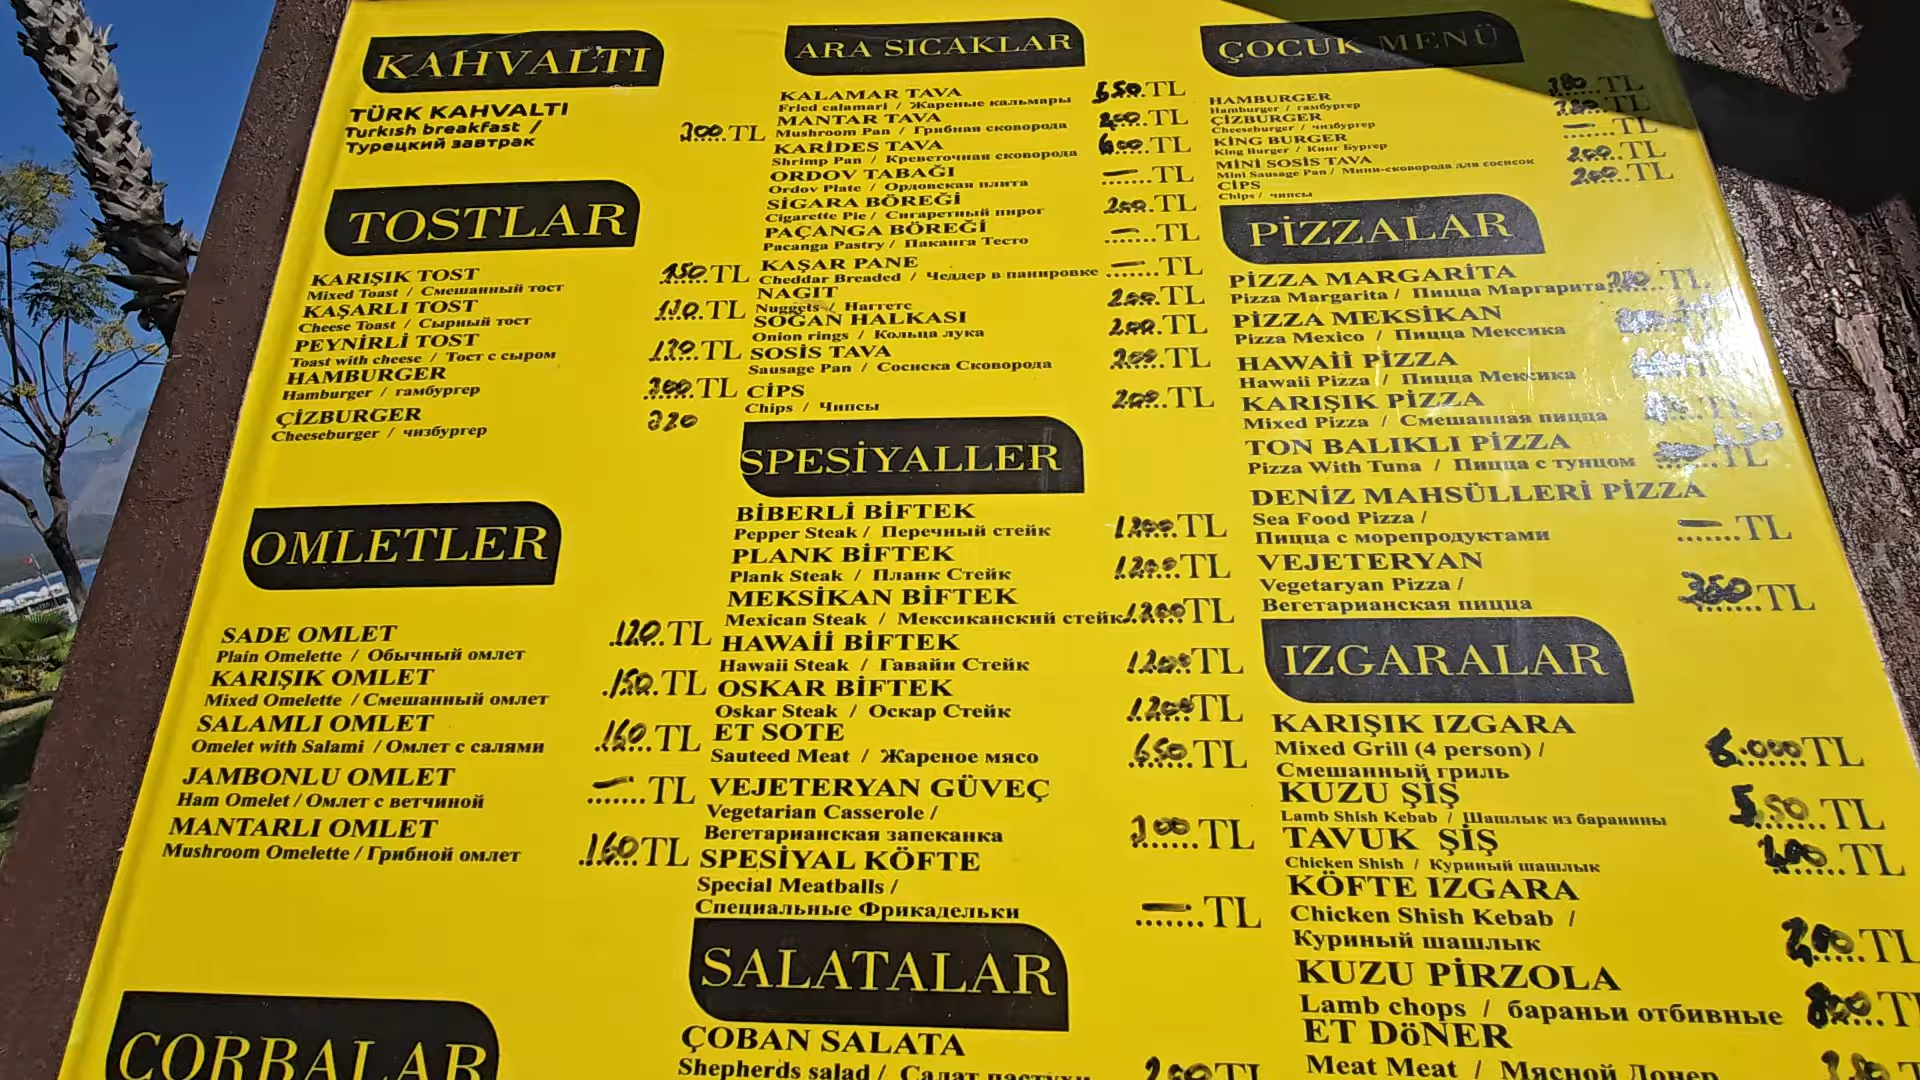 KAHVALTI
TÜRK KAHVALTI
Turkısh breakfast /
Турецкий завтрак
TL
TOSTLAR
KARIŞIK TOST
Mixed Toast / Смешанный тост
150 TL
KAŞARLI TOST
Cheese Toast / Сырный тост
TL
PEYNİRLİ TOST
Toast with cheese / Тост с сыром
TL
HAMBURGER
Hamburger / гамбургер
300 TL
ÇİZBURGER
Cheeseburger / чизбургер
320
OMLETLER
SADE OMLET
Plain Omelette / Обычный омлет
120 TL
KARIŞIK OMLET
Mixed Omelette / Смешанный омлет
150 TL
SALAMLI OMLET
Omelet with Salami / Омлет с салями
160 TL
JAMBONLU OMLET
Ham Omelet / Омлет с ветчиной
— TL
MANTARLI OMLET
Mushroom Omelette / Грибной омлет
160 TL
ÇORBALAR
ARA SICAKLAR
KALAMAR TAVA
Fried calamari / Жареные кальмары
650 TL
MANTAR TAVA
Mushroom Pan / Грибная сковорода
200 TL
KARİDES TAVA
Shrimp Pan / Креветочная сковорода
600 TL
ORDOV TABAĞI
Ordov Plate / Ордовская плита
— TL
SİGARA BÖREĞİ
Cigarette Pie / Сигаретный пирог
200 TL
PAÇANGA BÖREĞİ
Pacanga Pastry / Паканга Тесто
— TL
KAŞAR PANE
Cheddar Breaded / Чеддер в панировке
— TL
NAGIT
Nuggets / Наггетс
200 TL
SOĞAN HALKASI
Onion rings / Кольца лука
200 TL
SOSİS TAVA
Sausage Pan / Сосиска Сковорода
200 TL
CİPS
Chips / Чипсы
200 TL
SPESİYALLER
BİBERLİ BİFTEK
Pepper Steak / Перечный стейк
1200 TL
PLANK BİFTEK
Plank Steak / Планк Стейк
1200 TL
MEKSİKAN BİFTEK
Mexican Steak / Мексиканский стейк
1200 TL
HAWAİİ BİFTEK
Hawaii Steak / Гавайи Стейк
1200 TL
OSKAR BİFTEK
Oskar Steak / Оскар Стейк
1200 TL
ET SOTE
Sauteed Meat / Жареное мясо
650 TL
VEJETERYAN GÜVEÇ
Vegetarian Casserole /
Вегетарианская запеканка
300 TL
SPESİYAL KÖFTE
Special Meatballs /
Специальные Фрикадельки
— TL
SALATALAR
ÇOBAN SALATA
Shepherds salad / Салат пастухи
200 TL
ÇOCUK MENÜ
HAMBURGER
Hamburger / гамбургер
TL
ÇİZBURGER
Cheeseburger / чизбургер
TL
KİNG BURGER
King Burger / Кинг Бургер
— TL
MİNİ SOSİS TAVA
Mini Sausage Pan / Мини-сковорода для сосисок
200 TL
CİPS
Chips / чипсы
200 TL
PİZZALAR
PİZZA MARGARİTA
Pizza Margarita / Пицца Маргарита
TL
PİZZA MEKSİKAN
Pizza Mexico / Пицца Мексика
HAWAİİ PİZZA
Hawaii Pizza / Пицца Мексика
KARIŞIK PİZZA
Mixed Pizza / Смешанная пицца
TL
TON BALIKLI PİZZA
Pizza With Tuna / Пицца с тунцом
TL
DENİZ MAHSÜLLERİ PİZZA
Sea Food Pizza /
Пицца с морепродуктами
— TL
VEJETERYAN
Vegetaryan Pizza /
Вегетарианская пицца
350 TL
IZGARALAR
KARIŞIK IZGARA
Mixed Grill (4 person) /
Смешанный гриль
6.000 TL
KUZU ŞİŞ
Lamb Shish Kebab / Шашлык из баранины
550 TL
TAVUK ŞİŞ
Chicken Shish / Куриный шашлык
TL
KÖFTE IZGARA
Chicken Shish Kebab /
Куриный шашлык
TL
KUZU PİRZOLA
Lamb chops / бараньи отбивные
800 T
ET DöNER
Meat Meat / Мясной Донер